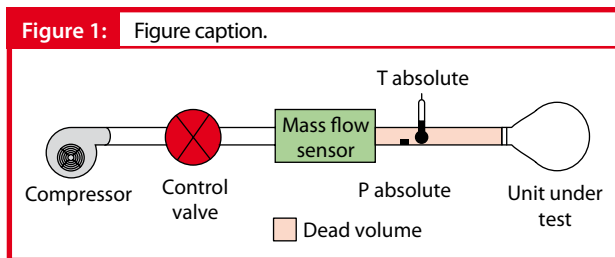 Figure 1: Figure caption.
T absolute
Mass flow
sensor
Compressor
Control
valve
P absolute
Unit under
test
Dead volume